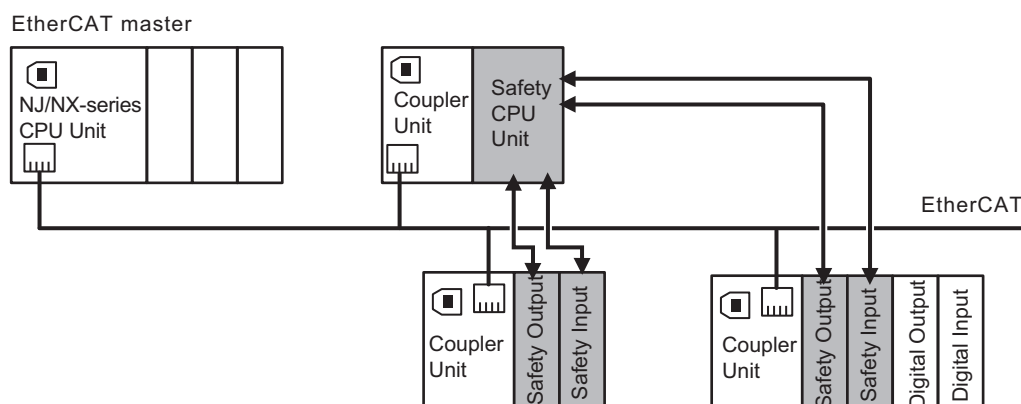 EtherCAT master
NJ/NX-series
CPU Unit
Coupler
Unit
Safety
CPU
Unit
EtherCAT
Coupler
Unit
Safety Output
Safety Input
Coupler
Unit
Safety Output
Safety Input
Digital Output
Digital Input